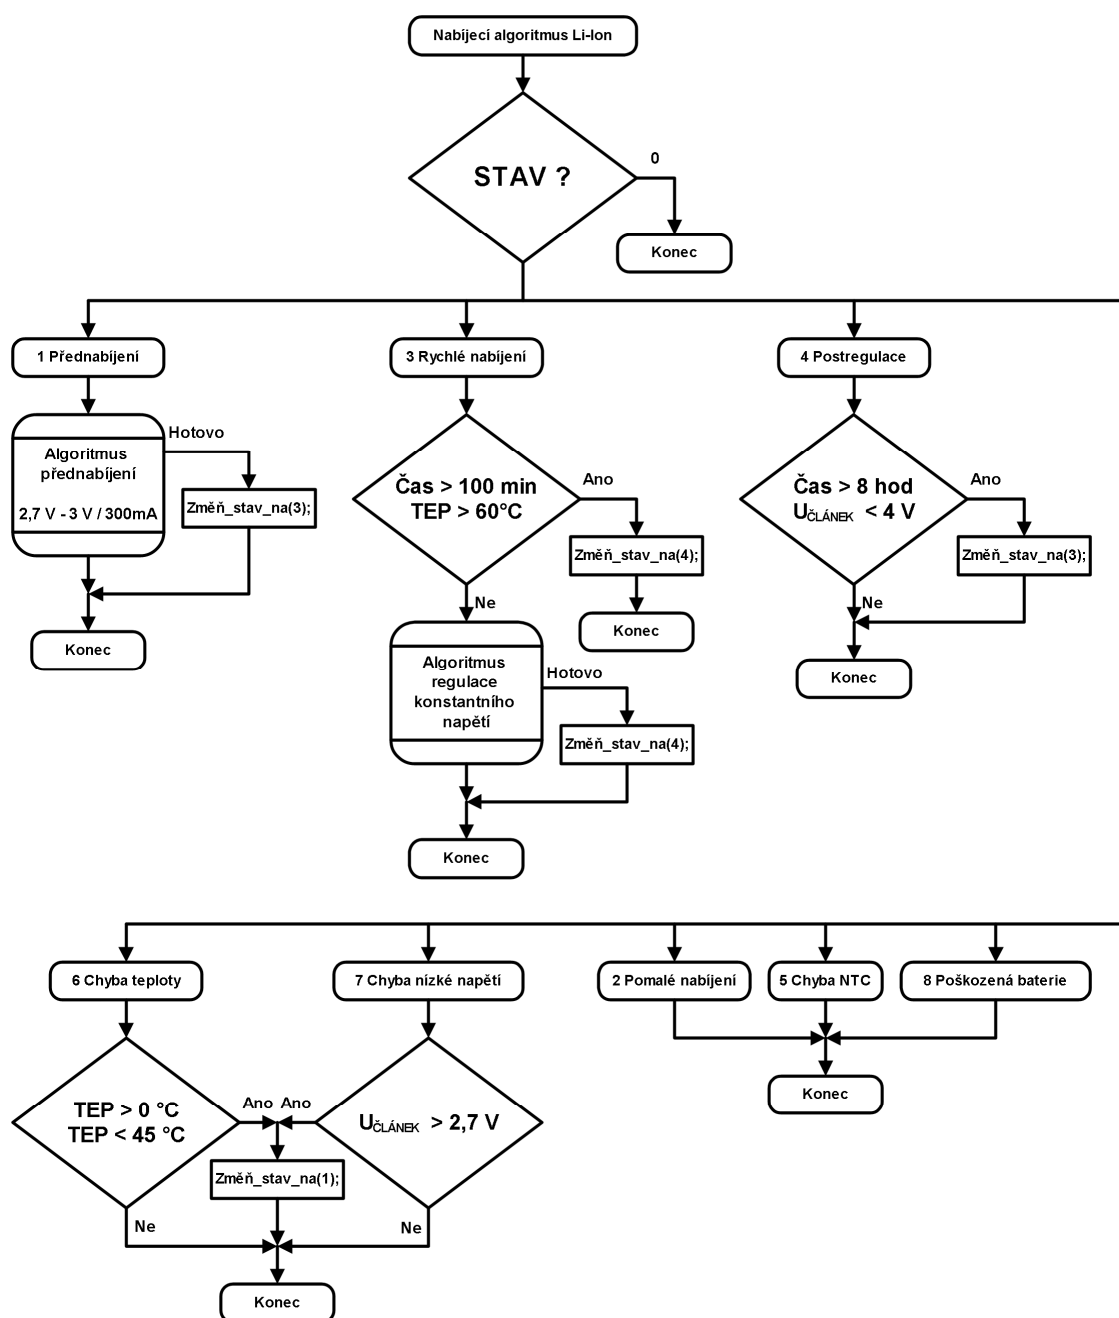 Nabíjecí algoritmus Li-Ion
STAV ?
0
Konec
1 Přednabíjení
3 Rychlé nabíjení
4 Postregulace
Hotovo
Algoritmus
přednabíjení
2,7 V - 3 V / 300mA
Změň_stav_na(3);
Konec
Čas > 100 min
TEP > 60°C
Ano
Změň_stav_na(4);
Konec
Ne
Algoritmus
regulace
konstantního
napětí
Hotovo
Změň_stav_na(4);
Konec
Čas > 8 hod
UČLÁNEK < 4 V
Ano
Změň_stav_na(3);
Ne
Konec
6 Chyba teploty
7 Chyba nízké napětí
2 Pomalé nabíjení
5 Chyba NTC
8 Poškozená baterie
Konec
TEP > 0 °C
TEP < 45 °C
Ano
Ano
UČLÁNEK > 2,7 V
Změň_stav_na(1);
Ne
Ne
Konec